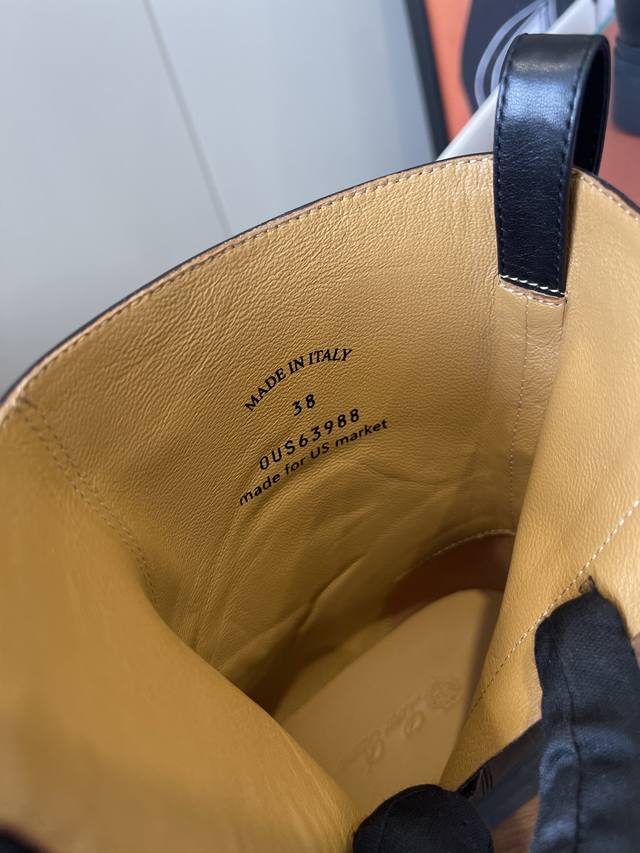 MADE IN ITALY
38
0US63988
made for US market